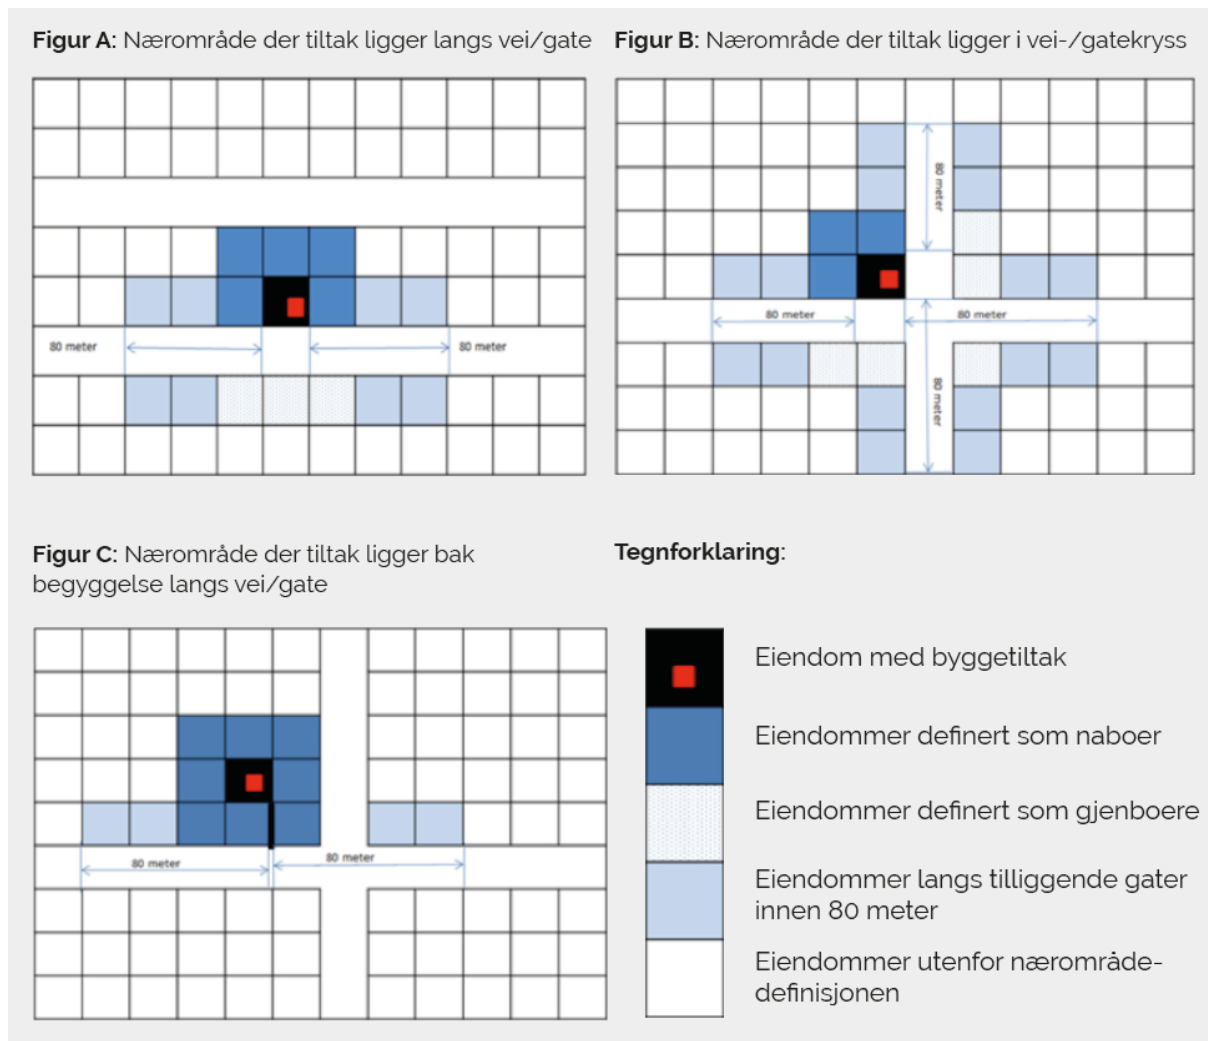 Figur A: Nærområde der tiltak ligger langs vei/gate
80 meter
80 meter
Figur B: Nærområde der tiltak ligger i vei-/gatekryss
80 meter
80 meter
80 meter
80 meter
Figur C: Nærområde der tiltak ligger bak
begyggelse langs vei/gate
80 meter
80 meter
Tegnforklaring:
Eiendom med byggetiltak
Eiendommer definert som naboer
Eiendommer definert som gjenboere
Eiendommer langs tilliggende gater
innen 80 meter
Eiendommer utenfor nærområde-
definisjonen